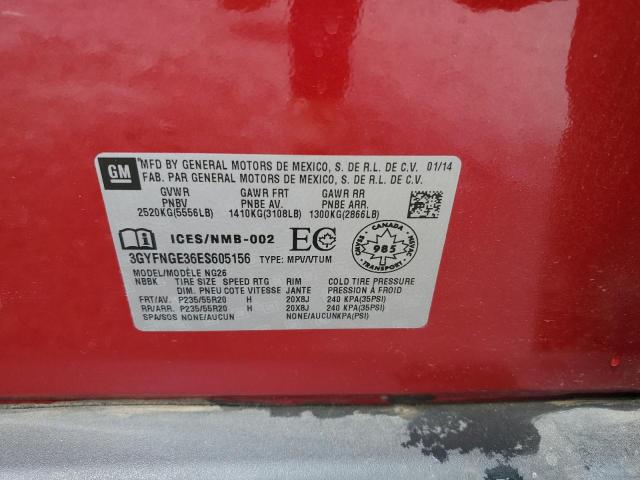 GM
MFD BY GENERAL MOTORS DE MEXICO, S. DE R.L. DE C.V. 01/14
FAB. PAR GENERAL MOTORS DE MEXICO, S. DE R.L. DE C.V.
GVWR GAWR FRT GAWR RR
PNBV PNBE AV. PNBE ARR.
2520KG(5556LB) 1410KG(3108LB) 1300KG(2866LB)
ICES/NMB-002 EC CANADA 985 TRANS NAVAC
3GYFNGE36ES605156 TYPE: MPV/VTUM
MODEL/MODÈLE NG26
NBBK TIRE SIZE SPEED RTG RIM COLD TIRE PRESSURE
DIM. PNEU COTE VITESSE JANTE PRESSION À FROID
FRT/AV. P235/55R20 H 20X8J 240 KPA(35PSI)
RR/ARR. P235/55R20 H 20X8J 240 KPA(35PSI)
SPA/SOS NONE/AUCUN NONE/AUCUNKPA(PSI)